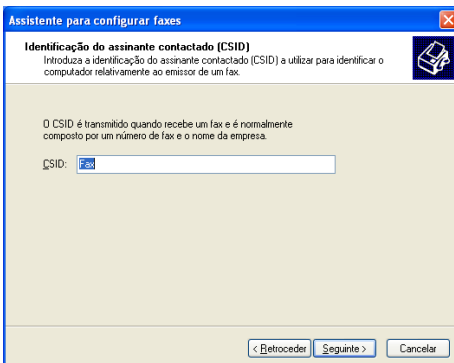 Assistente para configurar faxes
Identificação do assinante contactado (CSID)
Introduza a identificação do assinante contactado (CSID) a utilizar para identificar o
computador relativamente ao emissor de um fax.
O CSID é transmitido quando recebe um fax e é normalmente
composto por um número de fax e o nome da empresa.
CSID: Fax
< Retroceder Seguinte > Cancelar